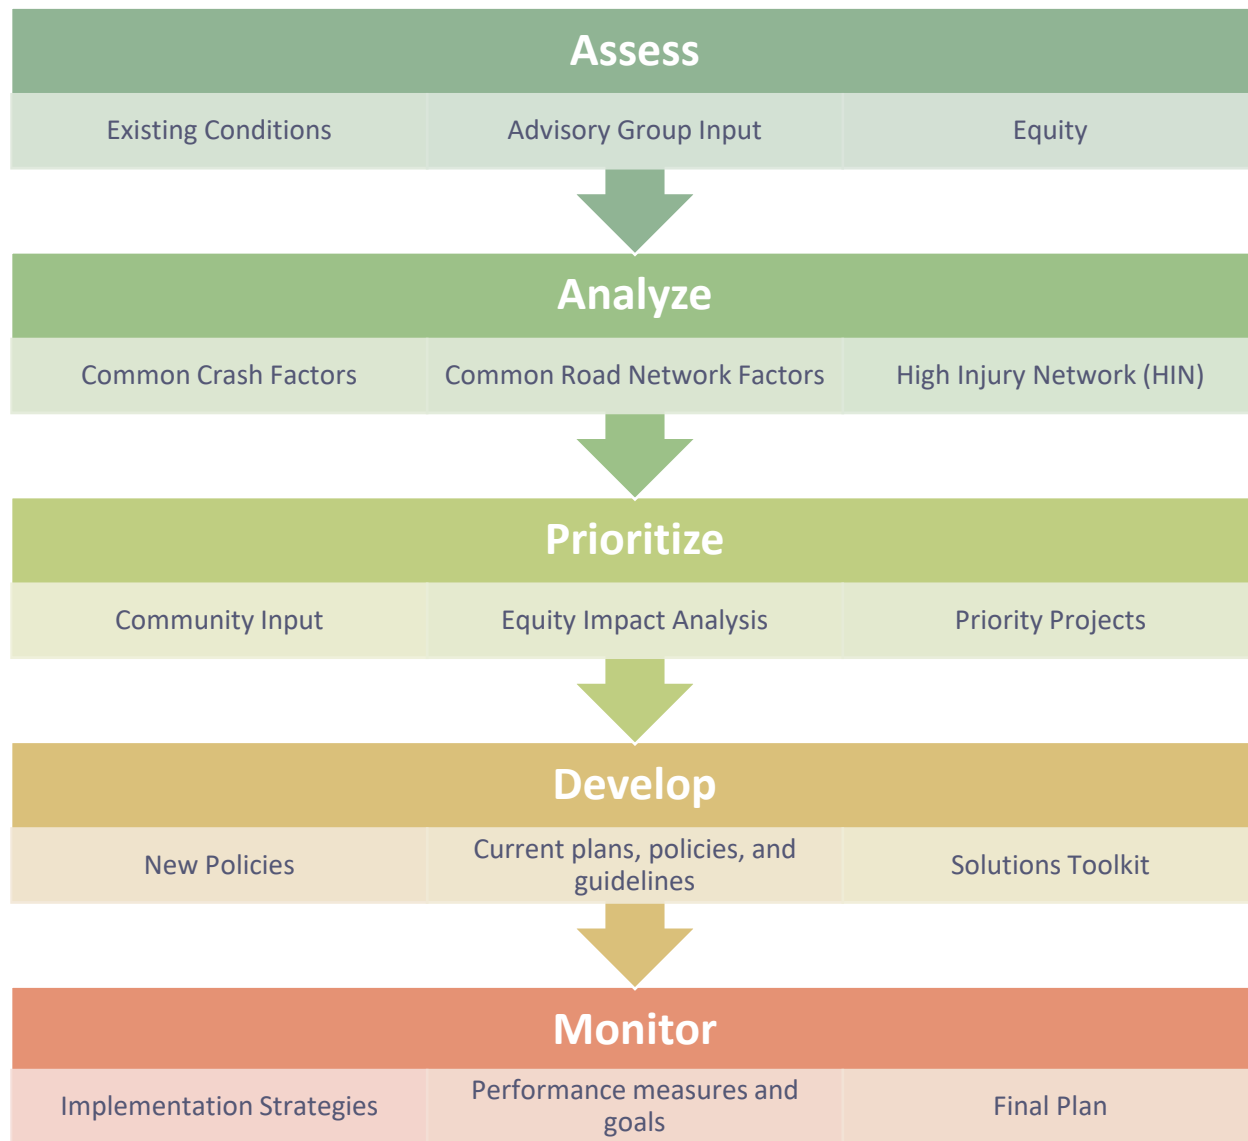 Assess
Existing Conditions
Advisory Group Input
Equity
Analyze
Common Crash Factors
Common Road Network Factors
High Injury Network (HIN)
Prioritize
Community Input
Equity Impact Analysis
Priority Projects
Develop
New Policies
Current plans, policies, and
guidelines
Solutions Toolkit
Monitor
Implementation Strategies
Performance measures and
goals
Final Plan